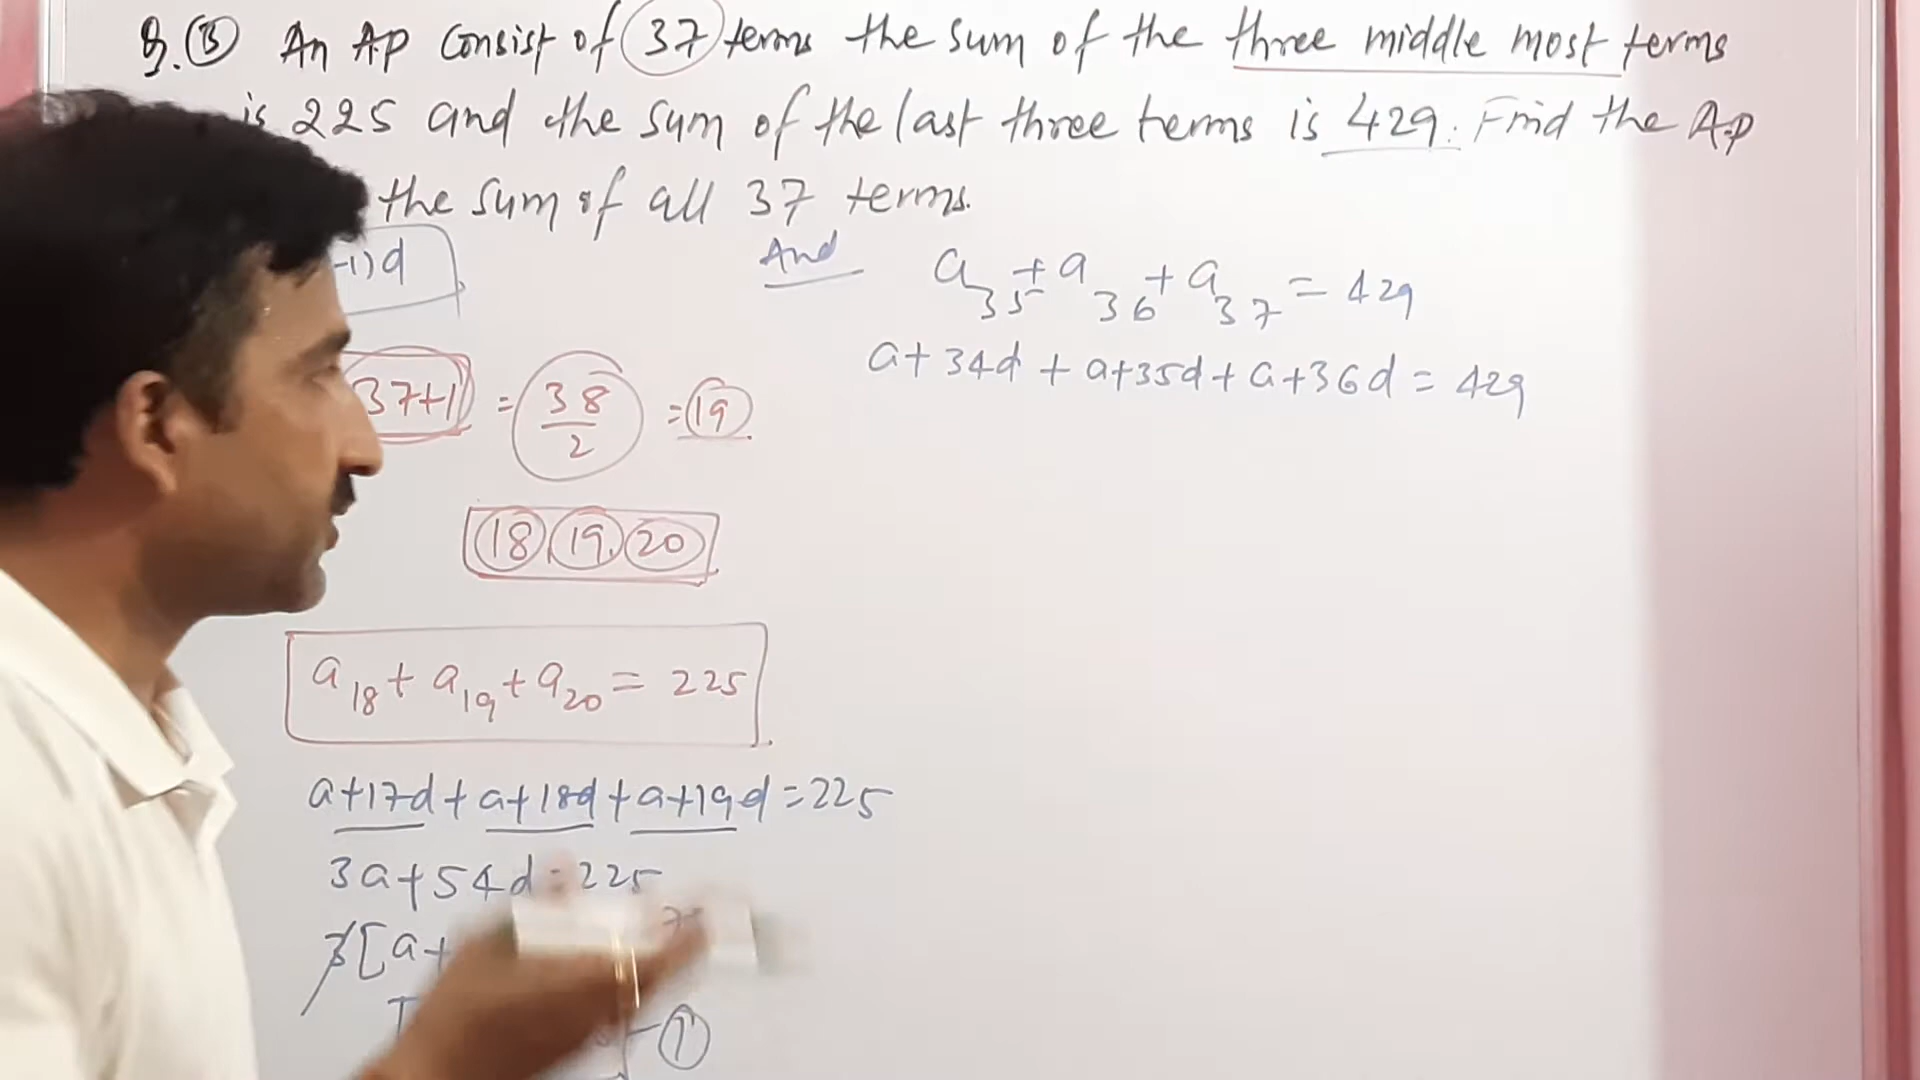 Q.(13) An A.P consist of 37 terms the sum of the three middle most terms
is 225 and the sum of the last three terms is 429. Find the A.P
the sum of all 37 terms.
-1)d
37+1 = 38/2 = 19
18, 19, 20
a18 + a19 + a20 = 225
a+17d + a+18d + a+19d = 225
3a+54d = 225
3[a+
1
And a35 + a36 + a37 = 429
a+34d + a+35d + a+36d = 429